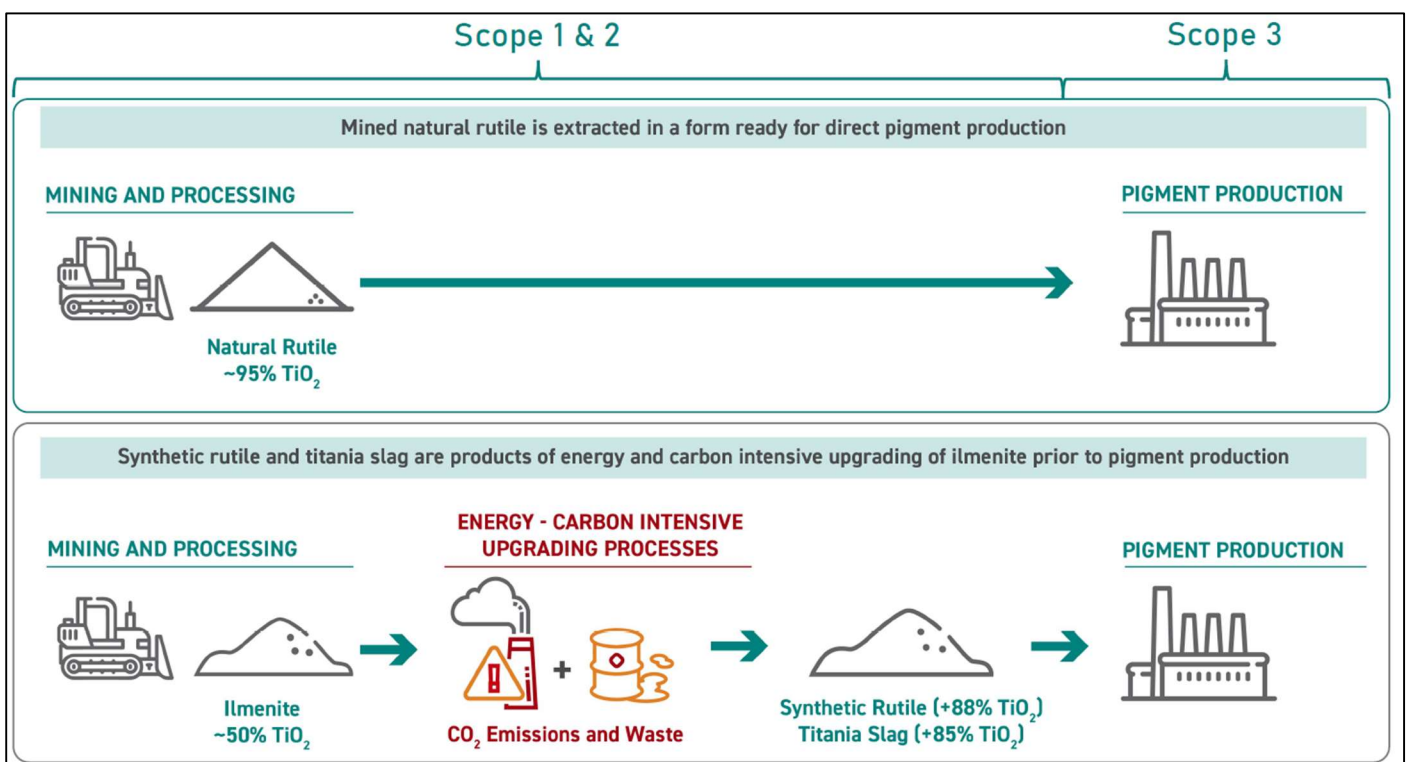 Scope 1 & 2
Scope 3
Mined natural rutile is extracted in a form ready for direct pigment production
MINING AND PROCESSING
PIGMENT PRODUCTION
Natural Rutile
~95% TiO₂
Synthetic rutile and titania slag are products of energy and carbon intensive upgrading of ilmenite prior to pigment production
ENERGY - CARBON INTENSIVE
UPGRADING PROCESSES
MINING AND PROCESSING
PIGMENT PRODUCTION
Ilmenite
~50% TiO₂
CO₂ Emissions and Waste
Synthetic Rutile (+88% TiO₂)
Titania Slag (+85% TiO₂)